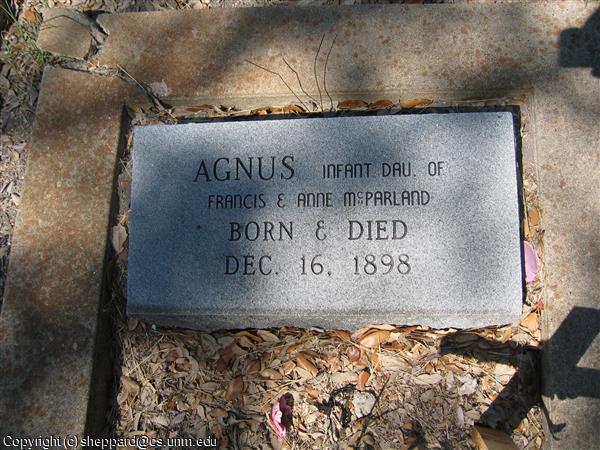 AGNUS INFANT DAU. OF
FRANCIS & ANNE McPARLAND
BORN & DIED
DEC. 16, 1898
Copyright (c) sheppard@cs.unm.edu